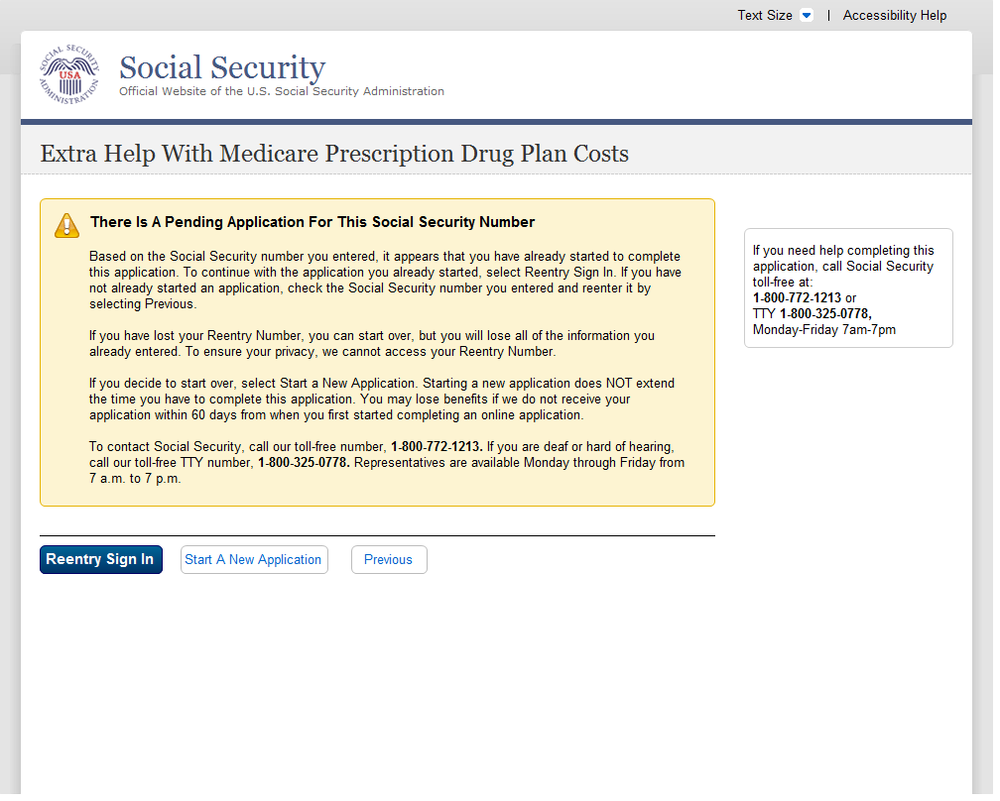 Text Size | Accessibility Help
SOCIAL SECURITY ADMINISTRATION
USA
Social Security
Official Website of the U.S. Social Security Administration
Extra Help With Medicare Prescription Drug Plan Costs
There Is A Pending Application For This Social Security Number
Based on the Social Security number you entered, it appears that you have already started to complete
this application. To continue with the application you already started, select Reentry Sign In. If you have
not already started an application, check the Social Security number you entered and reenter it by
selecting Previous.
If you have lost your Reentry Number, you can start over, but you will lose all of the information you
already entered. To ensure your privacy, we cannot access your Reentry Number.
If you decide to start over, select Start a New Application. Starting a new application does NOT extend
the time you have to complete this application. You may lose benefits if we do not receive your
application within 60 days from when you first started completing an online application.
To contact Social Security, call our toll-free number, 1-800-772-1213. If you are deaf or hard of hearing,
call our toll-free TTY number, 1-800-325-0778. Representatives are available Monday through Friday from
7 a.m. to 7 p.m.
If you need help completing this
application, call Social Security
toll-free at:
1-800-772-1213 or
TTY 1-800-325-0778,
Monday-Friday 7am-7pm
Reentry Sign In
Start A New Application
Previous